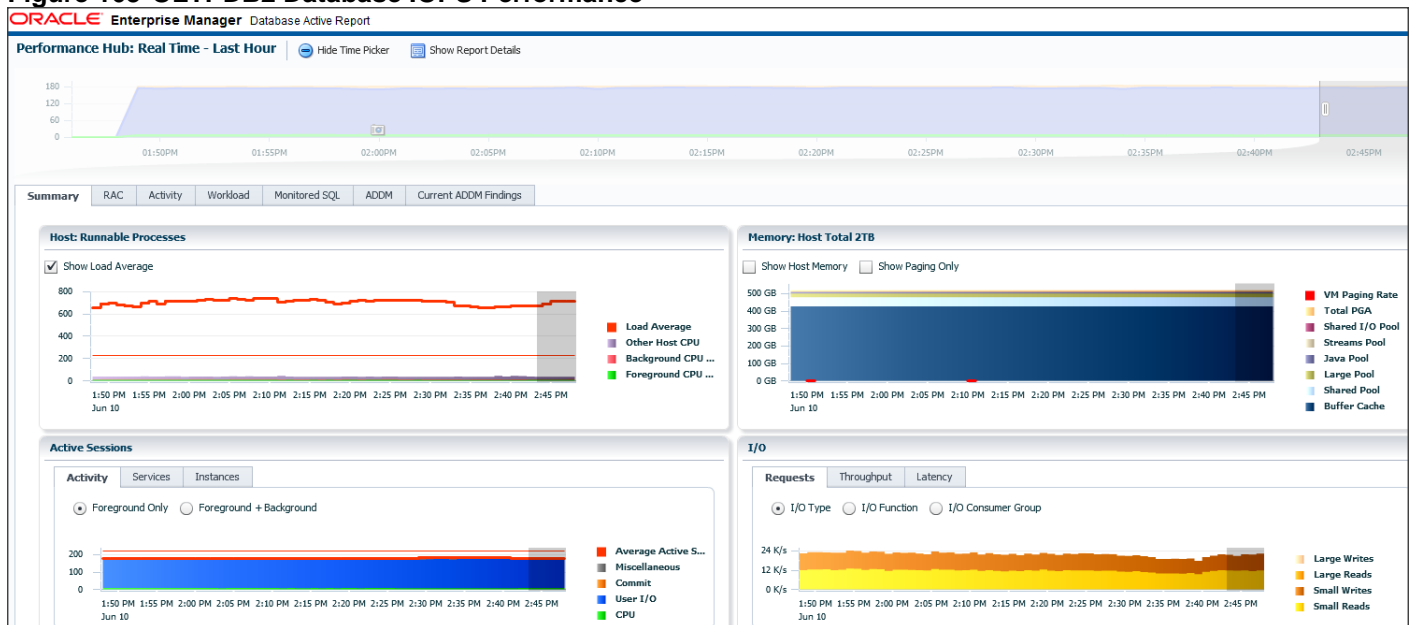 ORACLE Enterprise Manager Database Active Report
Performance Hub: Real Time - Last Hour Hide Time Picker Show Report Details
180
120
60
0
01:50PM 01:55PM 02:00PM 02:05PM 02:10PM 02:15PM 02:20PM 02:25PM 02:30PM 02:35PM 02:40PM 02:45PM
Summary RAC Activity Workload Monitored SQL ADDM Current ADDM Findings
Host: Runnable Processes
Show Load Average
800
600
400
200
0
1:50 PM 1:55 PM 2:00 PM 2:05 PM 2:10 PM 2:15 PM 2:20 PM 2:25 PM 2:30 PM 2:35 PM 2:40 PM 2:45 PM
Jun 10
Load Average
Other Host CPU
Background CPU ...
Foreground CPU ...
Memory: Host Total 2TB
Show Host Memory Show Paging Only
500 GB
400 GB
300 GB
200 GB
100 GB
0 GB
1:50 PM 1:55 PM 2:00 PM 2:05 PM 2:10 PM 2:15 PM 2:20 PM 2:25 PM 2:30 PM 2:35 PM 2:40 PM 2:45 PM
Jun 10
VM Paging Rate
Total PGA
Shared I/O Pool
Streams Pool
Java Pool
Large Pool
Shared Pool
Buffer Cache
Active Sessions
Activity Services Instances
Foreground Only Foreground + Background
200
100
0
1:50 PM 1:55 PM 2:00 PM 2:05 PM 2:10 PM 2:15 PM 2:20 PM 2:25 PM 2:30 PM 2:35 PM 2:40 PM 2:45 PM
Jun 10
Average Active S...
Miscellaneous
Commit
User I/O
CPU
I/O
Requests Throughput Latency
I/O Type I/O Function I/O Consumer Group
24 K/s
12 K/s
0 K/s
1:50 PM 1:55 PM 2:00 PM 2:05 PM 2:10 PM 2:15 PM 2:20 PM 2:25 PM 2:30 PM 2:35 PM 2:40 PM 2:45 PM
Jun 10
Large Writes
Large Reads
Small Writes
Small Reads